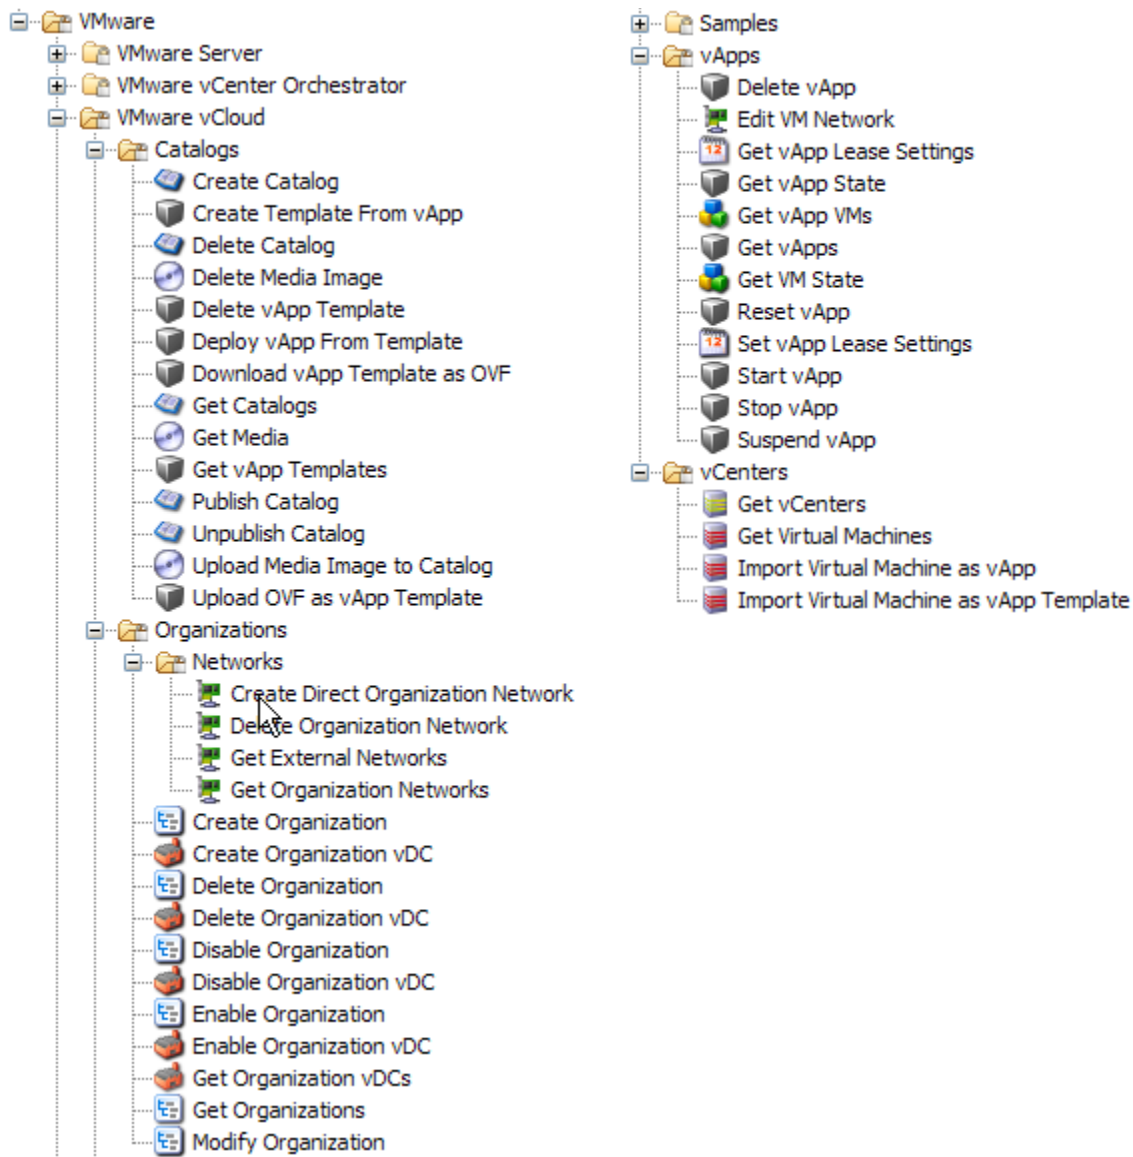 VMware
VMware Server
VMware vCenter Orchestrator
VMware vCloud
Catalogs
Create Catalog
Create Template From vApp
Delete Catalog
Delete Media Image
Delete vApp Template
Deploy vApp From Template
Download vApp Template as OVF
Get Catalogs
Get Media
Get vApp Templates
Publish Catalog
Unpublish Catalog
Upload Media Image to Catalog
Upload OVF as vApp Template
Organizations
Networks
Create Direct Organization Network
Delete Organization Network
Get External Networks
Get Organization Networks
Create Organization
Create Organization vDC
Delete Organization
Delete Organization vDC
Disable Organization
Disable Organization vDC
Enable Organization
Enable Organization vDC
Get Organization vDCs
Get Organizations
Modify Organization
Samples
vApps
Delete vApp
Edit VM Network
12 Get vApp Lease Settings
Get vApp State
Get vApp VMs
Get vApps
Get VM State
Reset vApp
12 Set vApp Lease Settings
Start vApp
Stop vApp
Suspend vApp
vCenters
Get vCenters
Get Virtual Machines
Import Virtual Machine as vApp
Import Virtual Machine as vApp Template